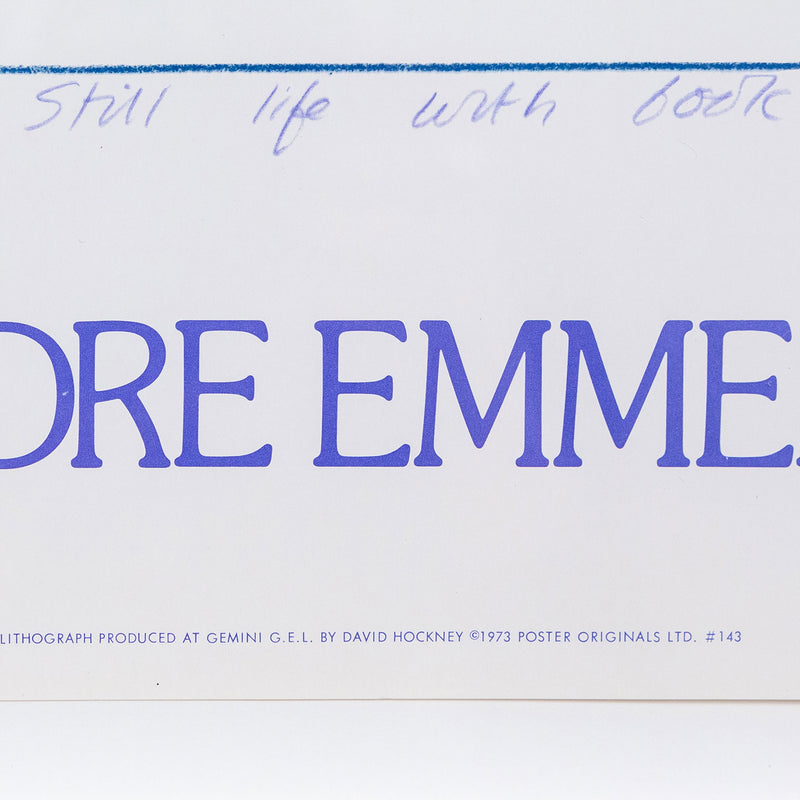 Still life with book
DRE EMME
LITHOGRAPH PRODUCED AT GEMINI G.E.L. BY DAVID HOCKNEY ©1973 POSTER ORIGINALS LTD. #143